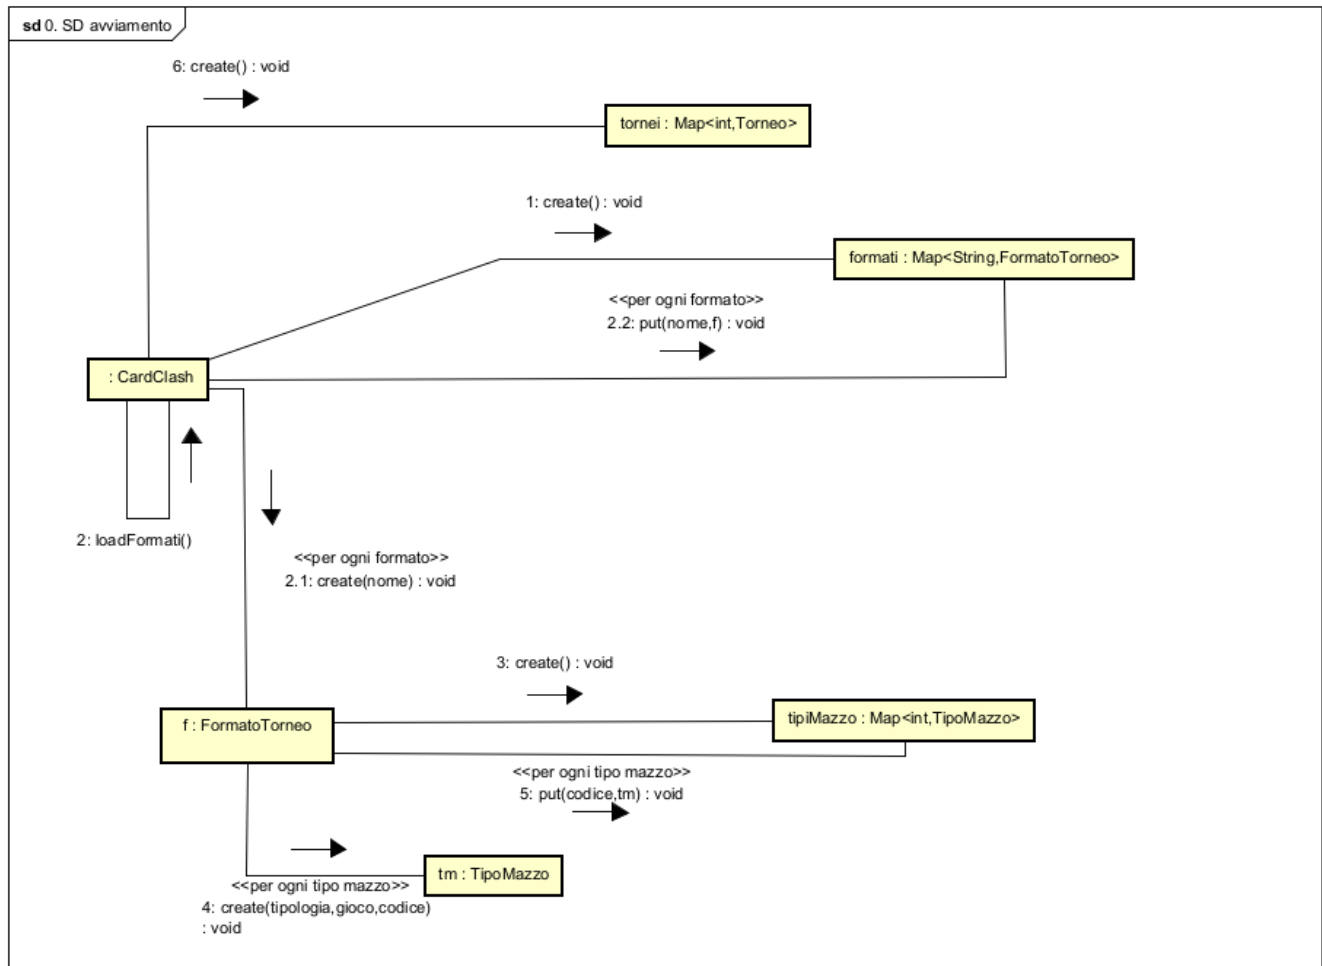 sd 0. SD avviamento
6: create() : void
tornei : Map<int,Torneo>
1: create() : void
formati : Map<String,FormatoTorneo>
<<per ogni formato>>
2.2: put(nome,f) : void
: CardClash
2: loadFormati()
<<per ogni formato>>
2.1: create(nome) : void
3: create() : void
f : FormatoTorneo
tipiMazzo : Map<int,TipoMazzo>
<<per ogni tipo mazzo>>
5: put(codice,tm) : void
tm : TipoMazzo
<<per ogni tipo mazzo>>
4: create(tipologia,gioco,codice)
: void